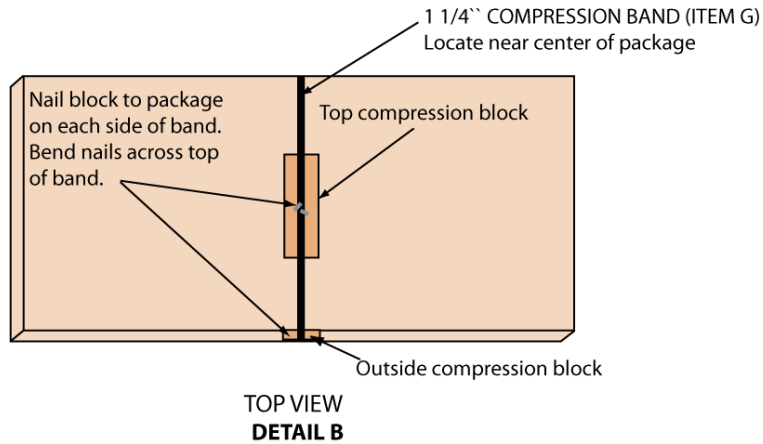 1 1/4`` COMPRESSION BAND (ITEM G)
Locate near center of package
Nail block to package
on each side of band.
Bend nails across top
of band.
Top compression block
Outside compression block
TOP VIEW
DETAIL B